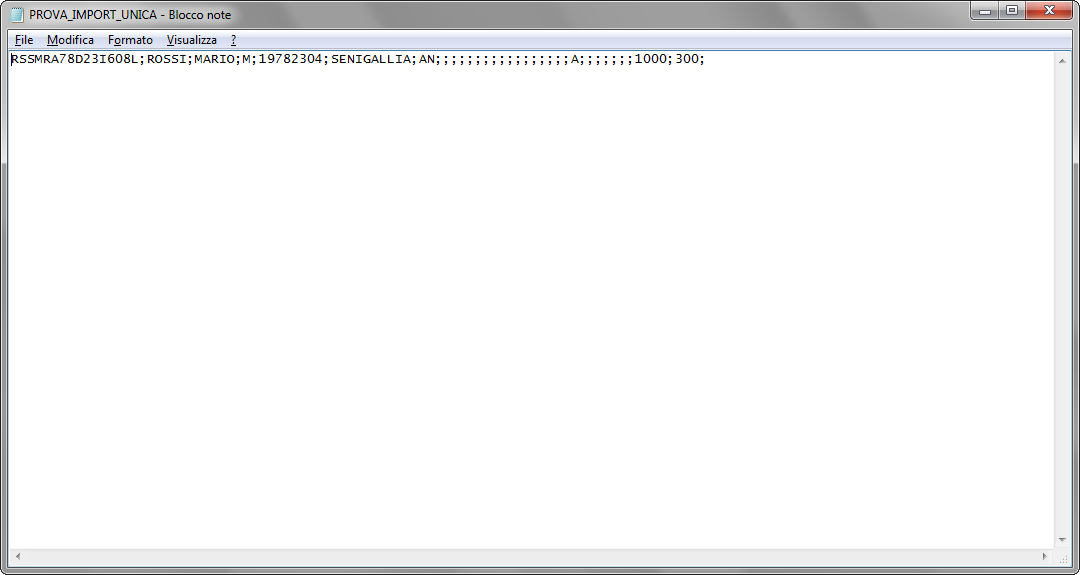 PROVA_IMPORT_UNICA - Blocco note
File Modifica Formato Visualizza ?
RSSMRA78D23I608L;ROSSI;MARIO;M;19782304;SENIGALLIA;AN;;;;;;;;;;;;;;;;;A;;;;;;;1000;300;